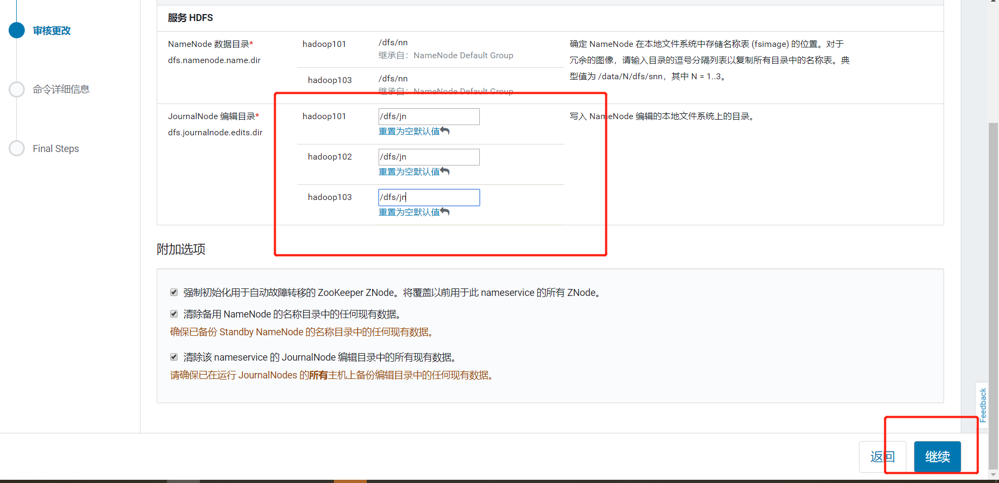 审核更改
命令详细信息
Final Steps
服务 HDFS
NameNode 数据目录*
dfs.namenode.name.dir
hadoop101
/dfs/nn
继承自：NameNode Default Group
hadoop103
/dfs/nn
继承自：NameNode Default Group
确定 NameNode 在本地文件系统中存储名称表 (fsimage) 的位置。对于
冗余的图像，请输入目录的逗号分隔列表以复制所有目录中的名称表。典
型值为 /data/N/dfs/snn，其中 N = 1..3。
JournalNode 编辑目录*
dfs.journalnode.edits.dir
hadoop101
/dfs/jn
重置为空默认值
hadoop102
/dfs/jn
重置为空默认值
hadoop103
/dfs/jn
重置为空默认值
写入 NameNode 编辑的本地文件系统上的目录。
附加选项
强制初始化用于自动故障转移的 ZooKeeper ZNode。将覆盖以前用于此 nameservice 的所有 ZNode。
清除备用 NameNode 的名称目录中的任何现有数据。
确保已备份 Standby NameNode 的名称目录中的任何现有数据。
清除该 nameservice 的 JournalNode 编辑目录中的所有现有数据。
请确保已在运行 JournalNodes 的所有主机上备份编辑目录中的任何现有数据。
Feedback
返回
继续